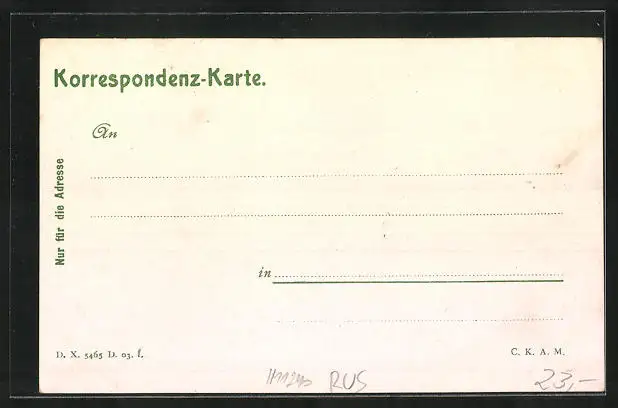 Korrespondenz-Karte.
An
Nur für die Adresse
in
D. X. 5465 D. 03. f.
C. K. A. M.
RUS
23,-